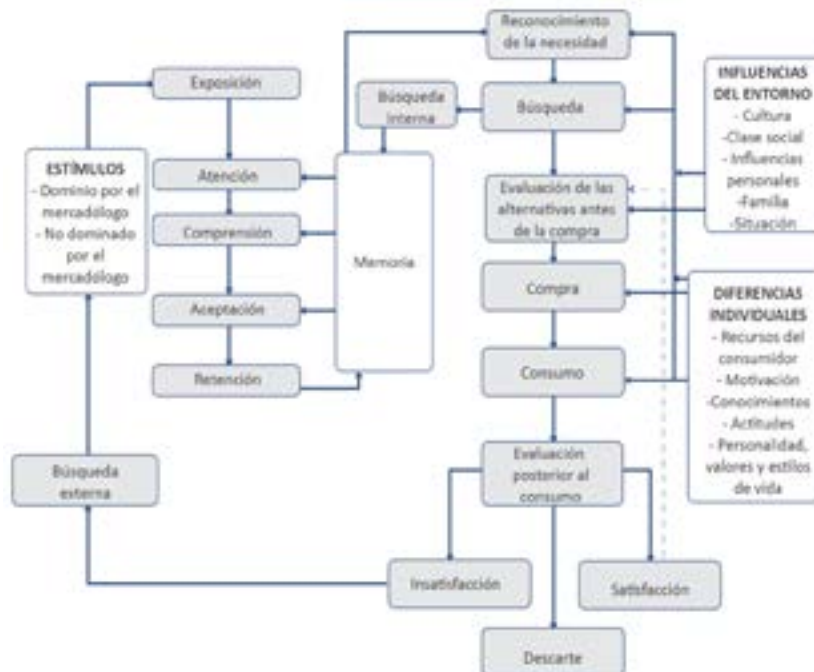 Reconocimiento
de la necesidad
Exposición
Búsqueda
interna
Búsqueda
INFLUENCIAS
DEL ENTORNO
- Cultura
-Clase social
- Influencias
personales
-Familia
-Situación
ESTÍMULOS
- Dominio por el
mercadólogo
- No dominado
por el
mercadólogo
Atención
Comprensión
Aceptación
Retención
Memoria
Evaluación de las
alternativas antes
de la compra
Compra
Consumo
DIFERENCIAS
INDIVIDUALES
- Recursos del
consumidor
- Motivación
-Conocimientos
- Actitudes
- Personalidad,
valores y estilos
de vida
Búsqueda
externa
Evaluación
posterior al
consumo
Insatisfacción
Satisfacción
Descarte